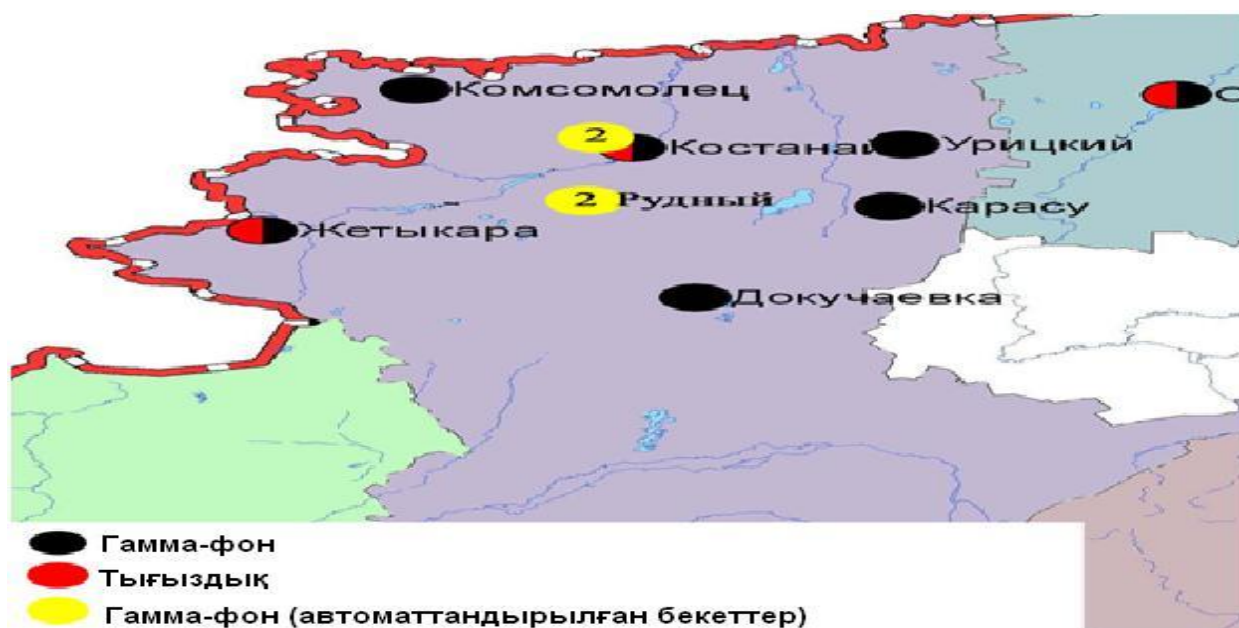 Комсомолец
2
Костанай
Урицкий
2 Рудный
Карасу
Жетыкара
Докучаевка
Гамма-фон
Тығыздық
Гамма-фон (автоматтандырылған бекеттер)